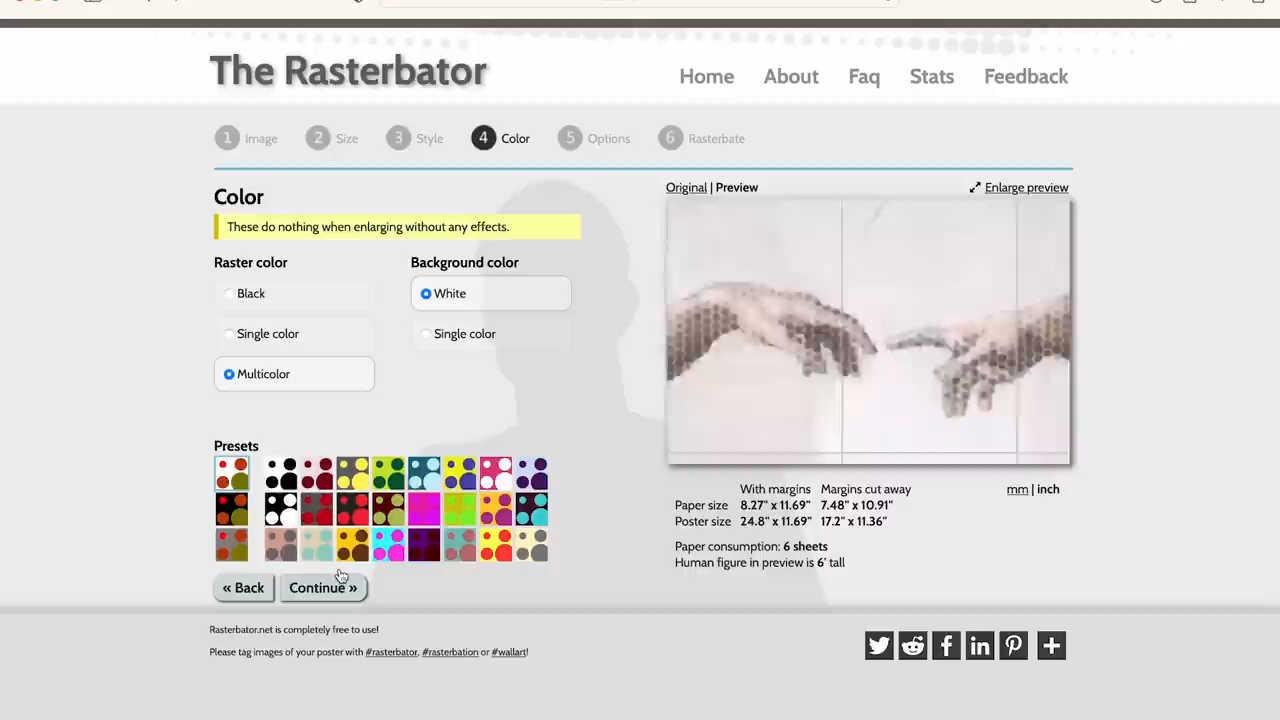 The Rasterbator
Home About Faq Stats Feedback
1 Image 2 Size 3 Style 4 Color 5 Options 6 Rasterbate
Color
These do nothing when enlarging without any effects.
Raster color
Black
Single color
Multicolor
Background color
White
Single color
Presets
« Back Continue »
Original | Preview Enlarge preview
With margins Margins cut away mm | inch
Paper size 8.27" x 11.69" 7.48" x 10.91"
Poster size 24.8" x 11.69" 17.2" x 11.36"
Paper consumption: 6 sheets
Human figure in preview is 6' tall
Rasterbator.net is completely free to use!
Please tag images of your poster with #rasterbator, #rasterbation or #wallart!